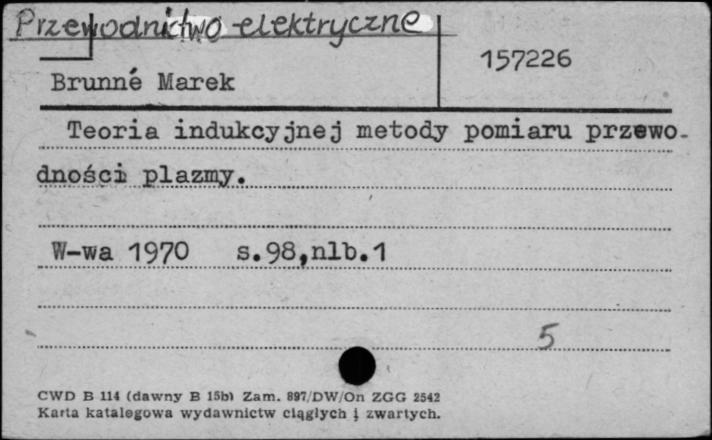 Przewodnictwo elektryczne
157226
Brunné Marek
Teoria indukcyjnej metody pomiaru przewo-
dności plazmy.
W-wa 1970 s.98,nlb.1
5
CWD B 114 (dawny B 15b) Zam. 897/DW/On ZGG 2542
Karta katalogowa wydawnictw ciągłych i zwartych.